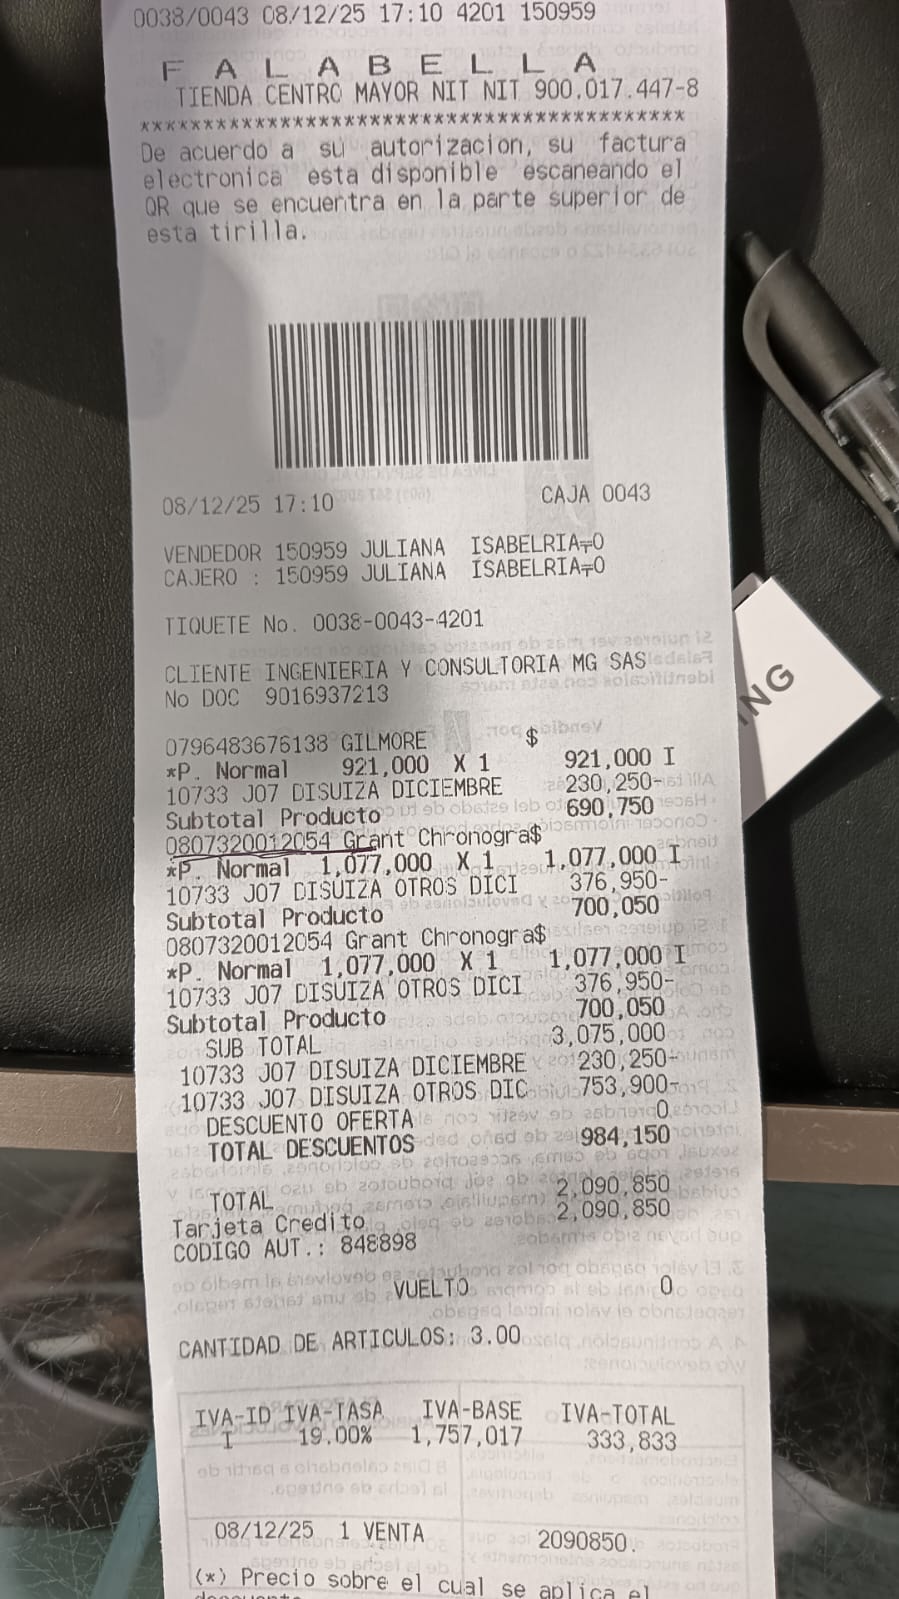 0038/0043 08/12/25 17:10 4201 150959
F A L A B E L L A
TIENDA CENTRO MAYOR NIT NIT 900.017.447-8
*******************************************
De acuerdo a su autorizacion, su factura
electronica esta disponible escaneando el
QR que se encuentra en la parte superior de
esta tirilla.
08/12/25 17:10 CAJA 0043
VENDEDOR 150959 JULIANA ISABELRIA╤O
CAJERO : 150959 JULIANA ISABELRIA╤O
TIQUETE No. 0038-0043-4201
CLIENTE INGENIERIA Y CONSULTORIA MG SAS
No DOC 9016937213
ING
0796483676138 GILMORE $
*P. Normal 921,000 X 1 921,000 I
10733 J07 DISUIZA DICIEMBRE 230,250-
Subtotal Producto 690,750
0807320012054 Grant Chronogra$
*P. Normal 1,077,000 X 1 1,077,000 I
10733 J07 DISUIZA OTROS DICI 376,950-
Subtotal Producto 700,050
0807320012054 Grant Chronogra$
*P. Normal 1,077,000 X 1 1,077,000 I
10733 J07 DISUIZA OTROS DICI 376,950-
Subtotal Producto 700,050
SUB TOTAL 3,075,000
10733 J07 DISUIZA DICIEMBRE 230,250-
10733 J07 DISUIZA OTROS DIC 753,900-
DESCUENTO OFERTA 0
TOTAL DESCUENTOS 984,150
TOTAL 2,090,850
Tarjeta Credito 2,090,850
CODIGO AUT.: 848898
VUELTO 0
CANTIDAD DE ARTICULOS: 3.00
IVA-ID IVA-TASA IVA-BASE IVA-TOTAL
I 19.00% 1,757,017 333,833
08/12/25 1 VENTA 2090850.
(*) Precio sobre el cual se aplica el